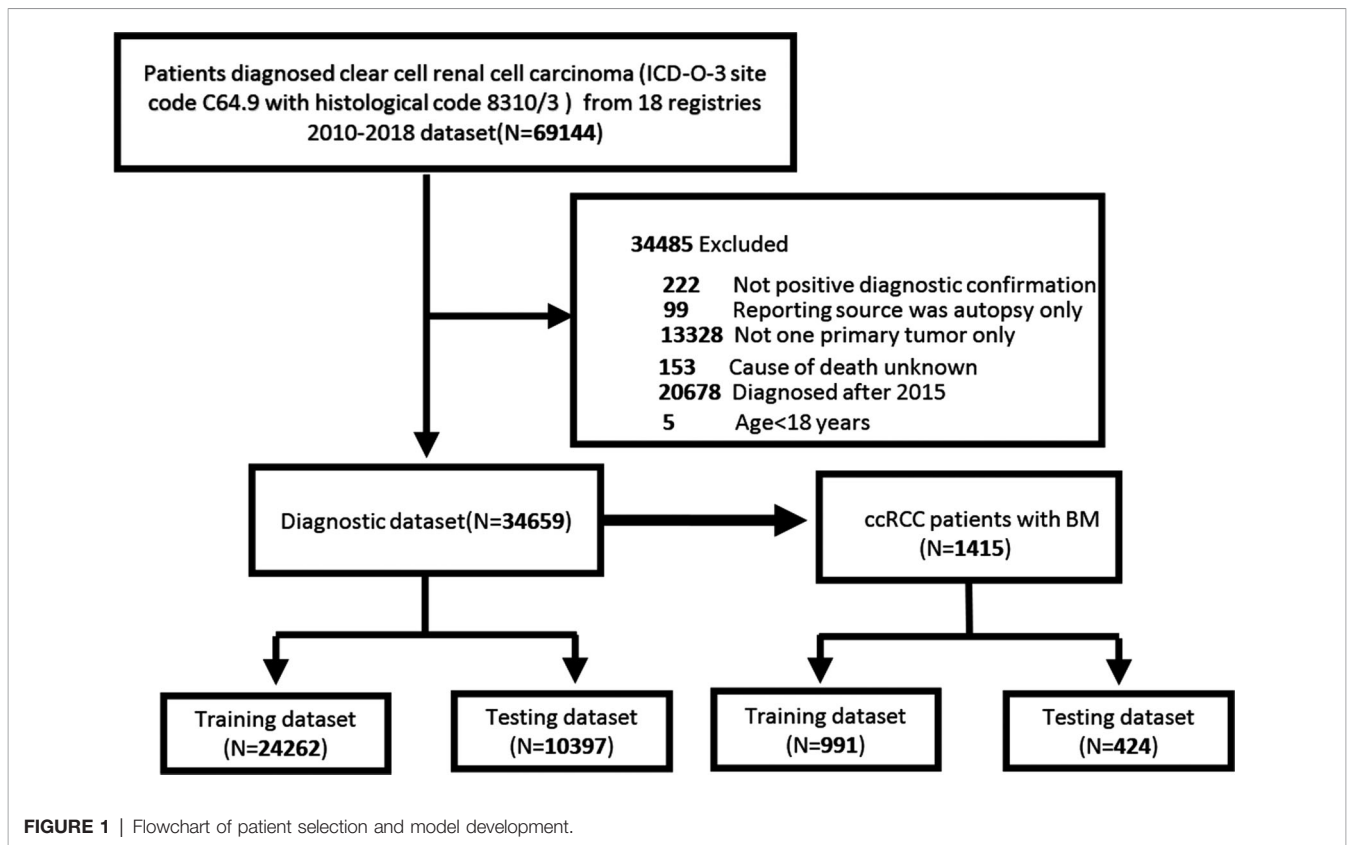 Patients diagnosed clear cell renal cell carcinoma (ICD-O-3 site
code C64.9 with histological code 8310/3 ) from 18 registries
2010-2018 dataset(N=69144)
34485 Excluded
222 Not positive diagnostic confirmation
99 Reporting source was autopsy only
13328 Not one primary tumor only
153 Cause of death unknown
20678 Diagnosed after 2015
5 Age<18 years
Diagnostic dataset(N=34659)
ccRCC patients with BM
(N=1415)
Training dataset
(N=24262)
Testing dataset
(N=10397)
Training dataset
(N=991)
Testing dataset
(N=424)
FIGURE 1 | Flowchart of patient selection and model development.